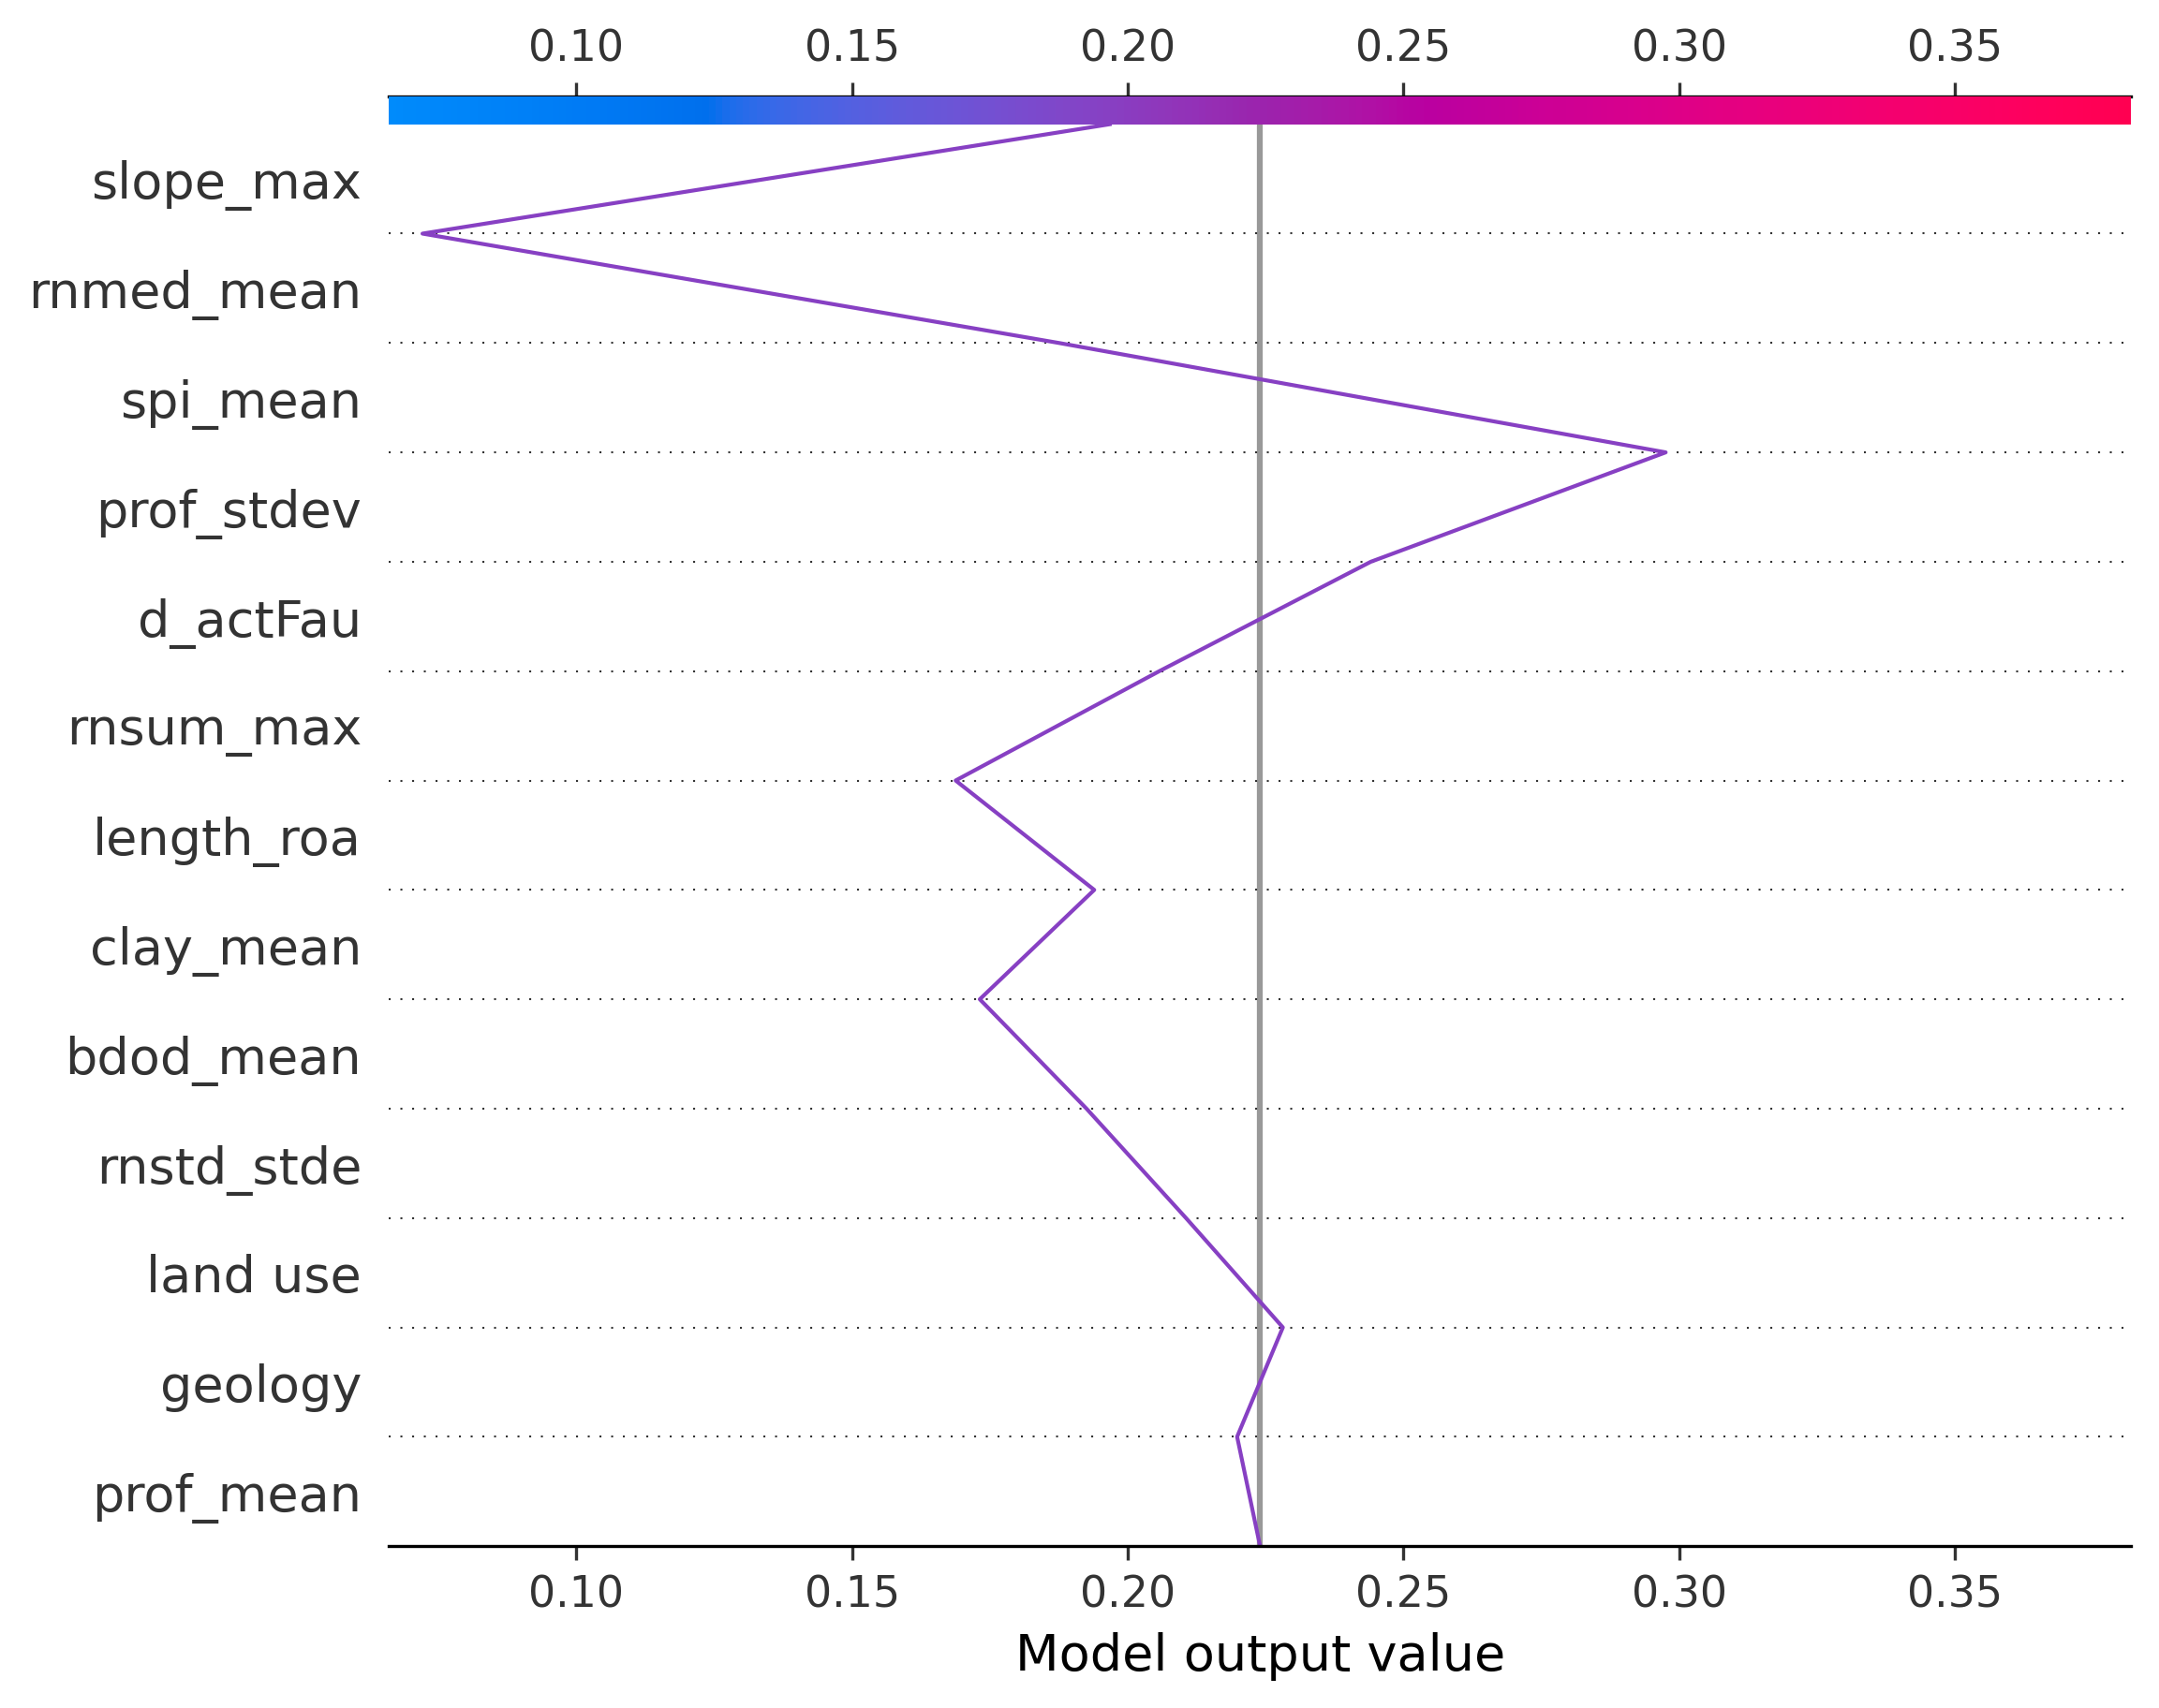 0.10 0.15 0.20 0.25 0.30 0.35
slope_max
rnmed_mean
spi_mean
prof_stdev
d_actFau
rnsum_max
length_roa
clay_mean
bdod_mean
rnstd_stde
land use
geology
prof_mean
0.10 0.15 0.20 0.25 0.30 0.35
Model output value